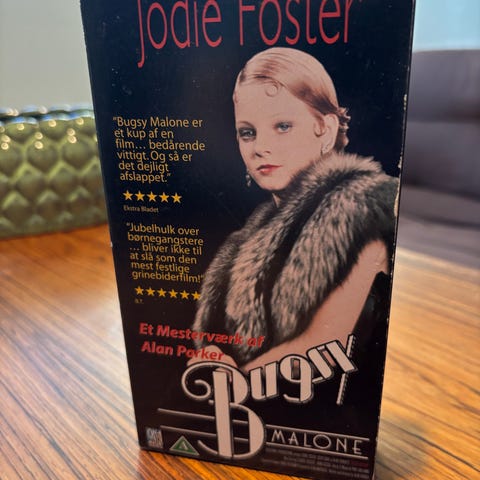 Jodie Foster
"Bugsy Malone er
et kup af en
film... bedårende
vittigt. Og så er
det dejligt
afslappet."
★★★★★
Ekstra Bladet
"Jubelhulk over
børnegangstere
... bliver ikke til
at slå som den
mest festlige
grinebiderfilm!"
★★★★★★
B.T.
Et Mesterværk af
Alan Parker
Bugsy
MALONE